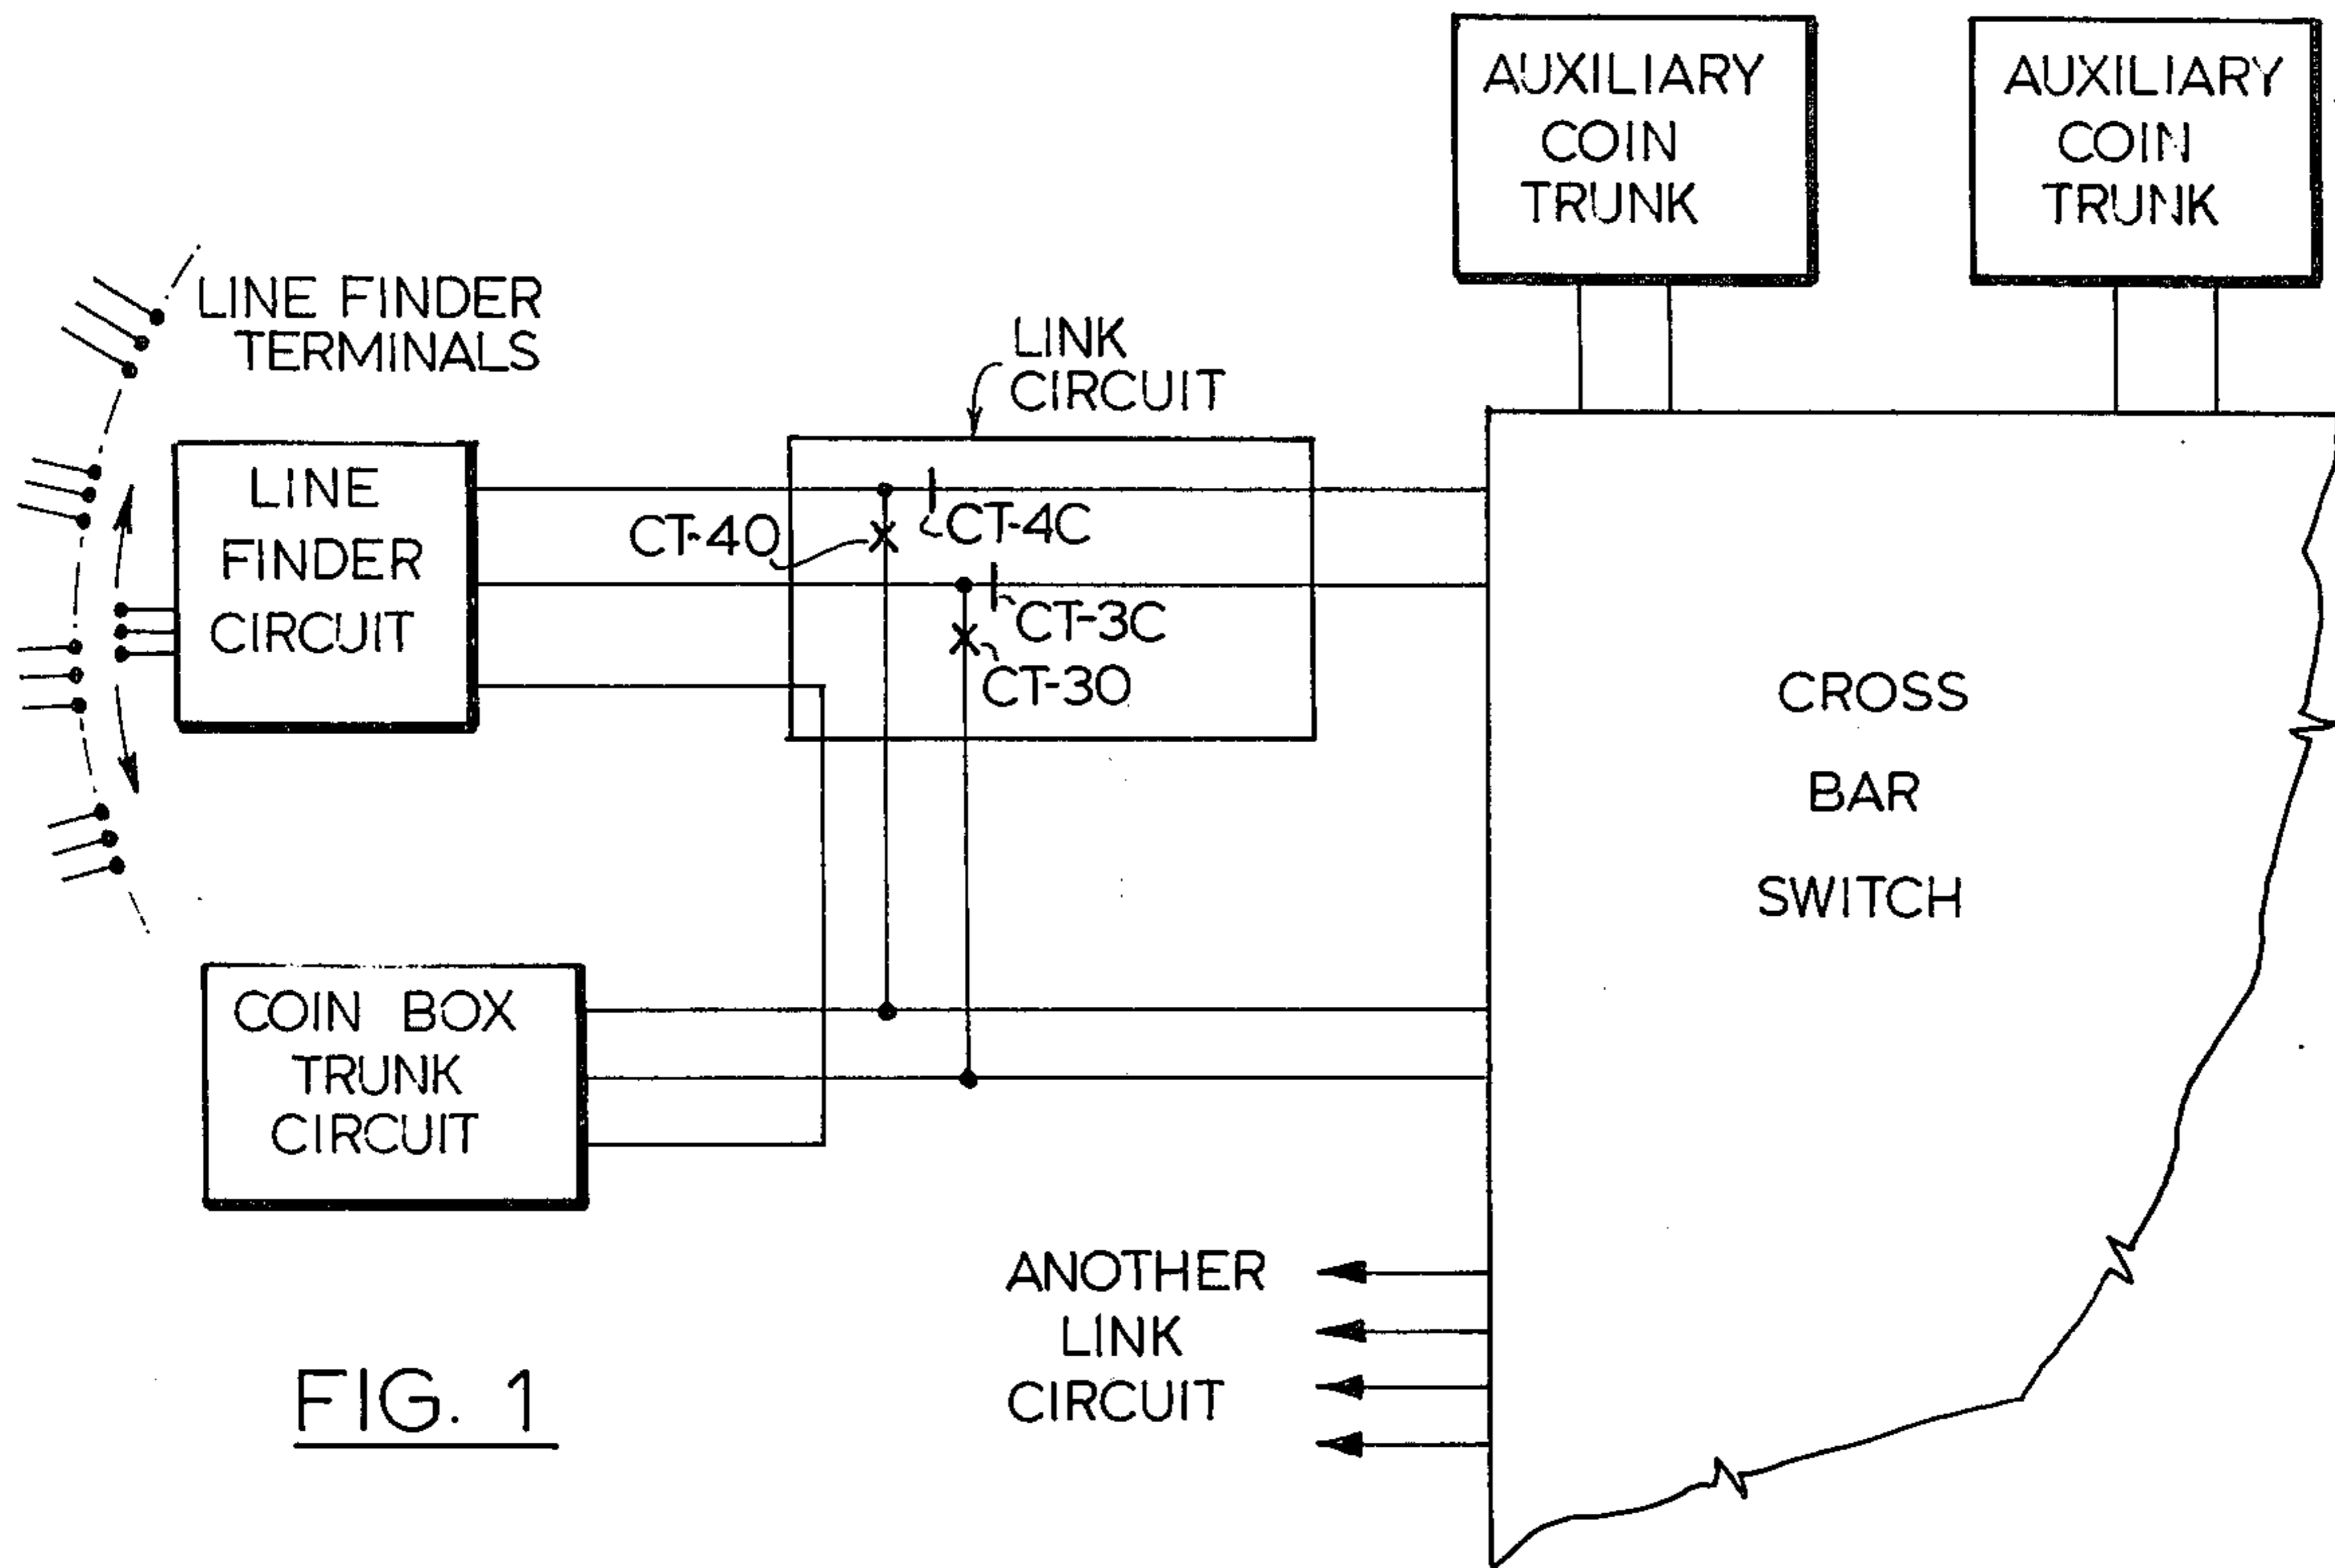 AUXILIARY
COIN
TRUNK
AUXILIARY
COIN
TRUNK
LINE FINDER
TERMINALS
LINK
CIRCUIT
LINE
FINDER
CIRCUIT
CT-40
CT-4C
CT-3C
CT-30
CROSS
BAR
SWITCH
COIN BOX
TRUNK
CIRCUIT
ANOTHER
LINK
CIRCUIT
FIG. 1